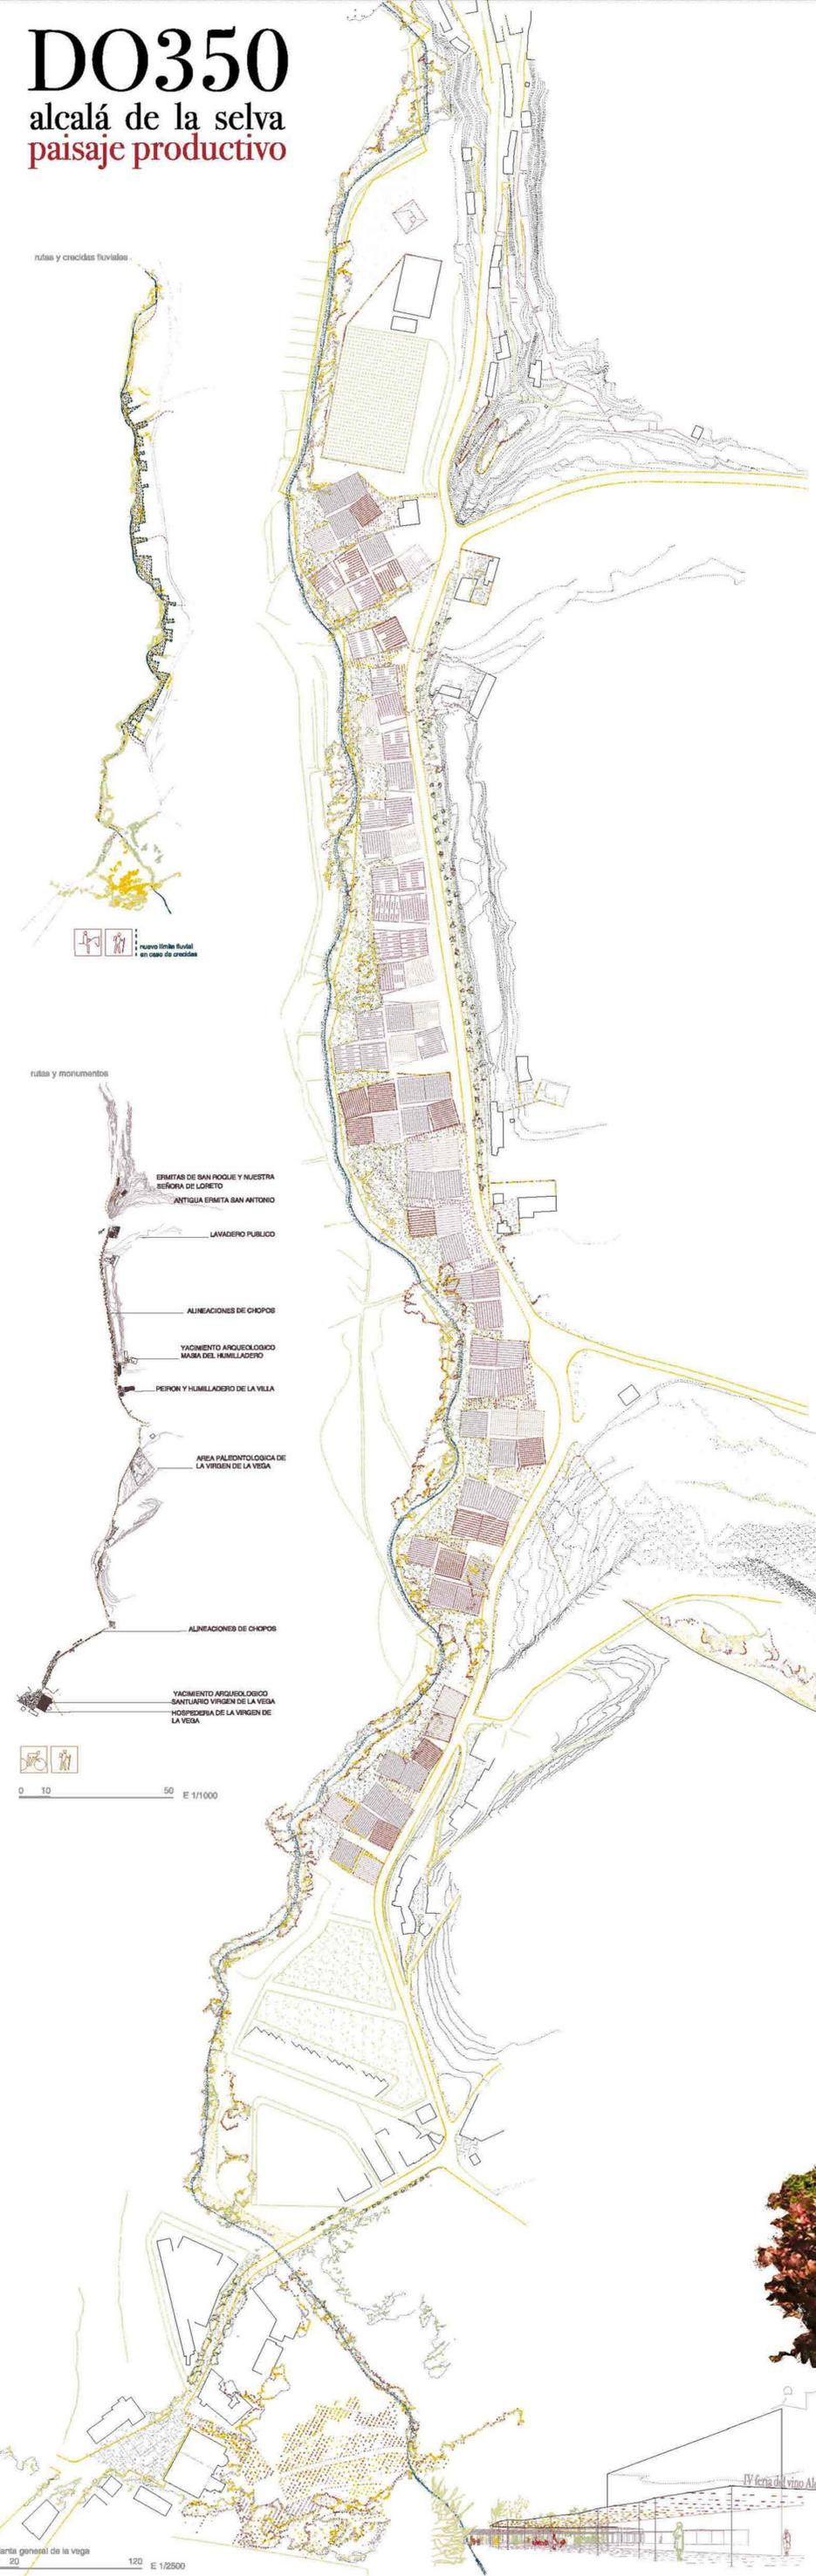 DO350
alcalá de la selva
paisaje productivo
rutas y crecidas fluviales
nuevo límite fluvial
en caso de crecidas
rutas y monumentos
ERMITAS DE SAN ROQUE Y NUESTRA
SEÑORA DE LORETO
ANTIGUA ERMITA SAN ANTONIO
LAVADERO PUBLICO
ALINEACIONES DE CHOPOS
YACIMIENTO ARQUEOLOGICO
MASIA DEL HUMILLADERO
PEIRON Y HUMILLADERO DE LA VILLA
AREA PALEONTOLOGICA DE
LA VIRGEN DE LA VEGA
ALINEACIONES DE CHOPOS
YACIMIENTO ARQUEOLOGICO
SANTUARIO VIRGEN DE LA VEGA
HOSPEDERIA DE LA VIRGEN DE
LA VEGA
0 10 50 E 1/1000
IV feria del vino Al
anta general de la vega
20 120 E 1/2500